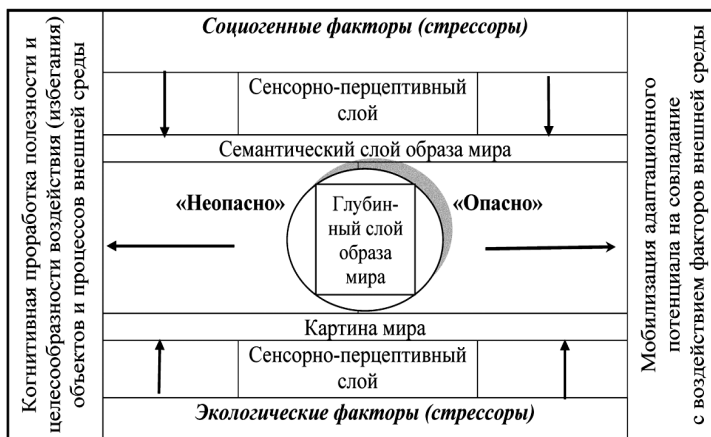 Когнитивная проработка полезности и
целесообразности воздействия (избегания)
объектов и процессов внешней среды
Социогенные факторы (стрессоры)
Сенсорно-перцептивный
слой
Семантический слой образа мира
«Неопасно»
Глубин-
ный слой
образа
мира
«Опасно»
Картина мира
Сенсорно-перцептивный
слой
Экологические факторы (стрессоры)
Мобилизация адаптационного
потенциала на совладание
с воздействием факторов внешней среды